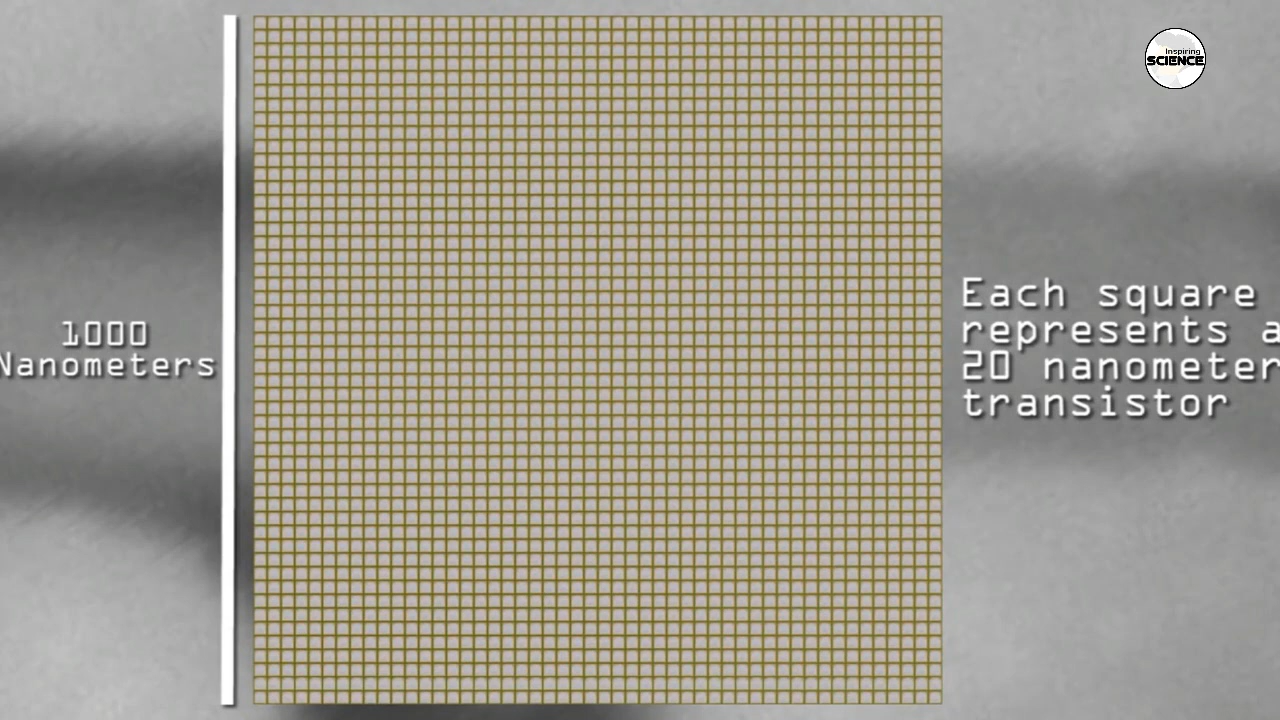 Inspiring
SCIENCE
1000
Nanometers
Each square
represents a
20 nanometer
transistor